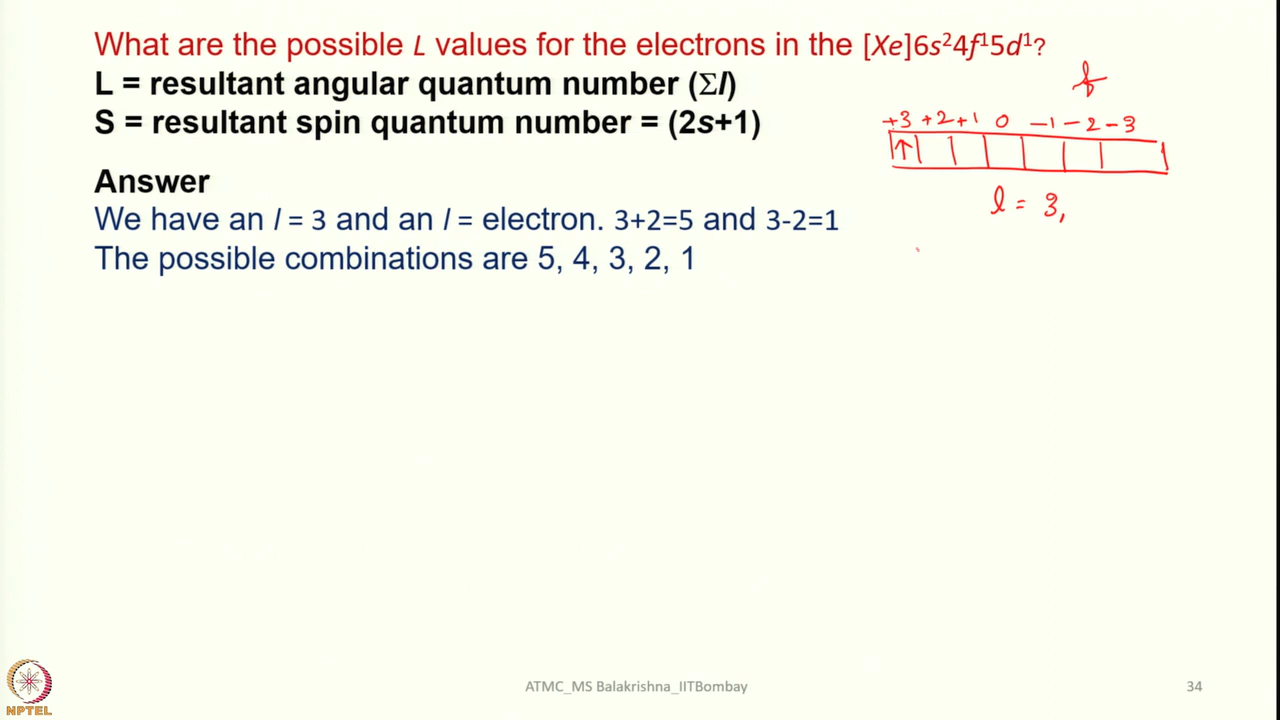 What are the possible L values for the electrons in the [Xe]6s²4f¹5d¹?
L = resultant angular quantum number (Σl)
S = resultant spin quantum number = (2s+1)
f
+3 +2 +1 0 -1 -2 -3
↑
l = 3,
Answer
We have an l = 3 and an l = electron. 3+2=5 and 3-2=1
The possible combinations are 5, 4, 3, 2, 1
NPTEL
ATMC_MS Balakrishna_IITBombay
34